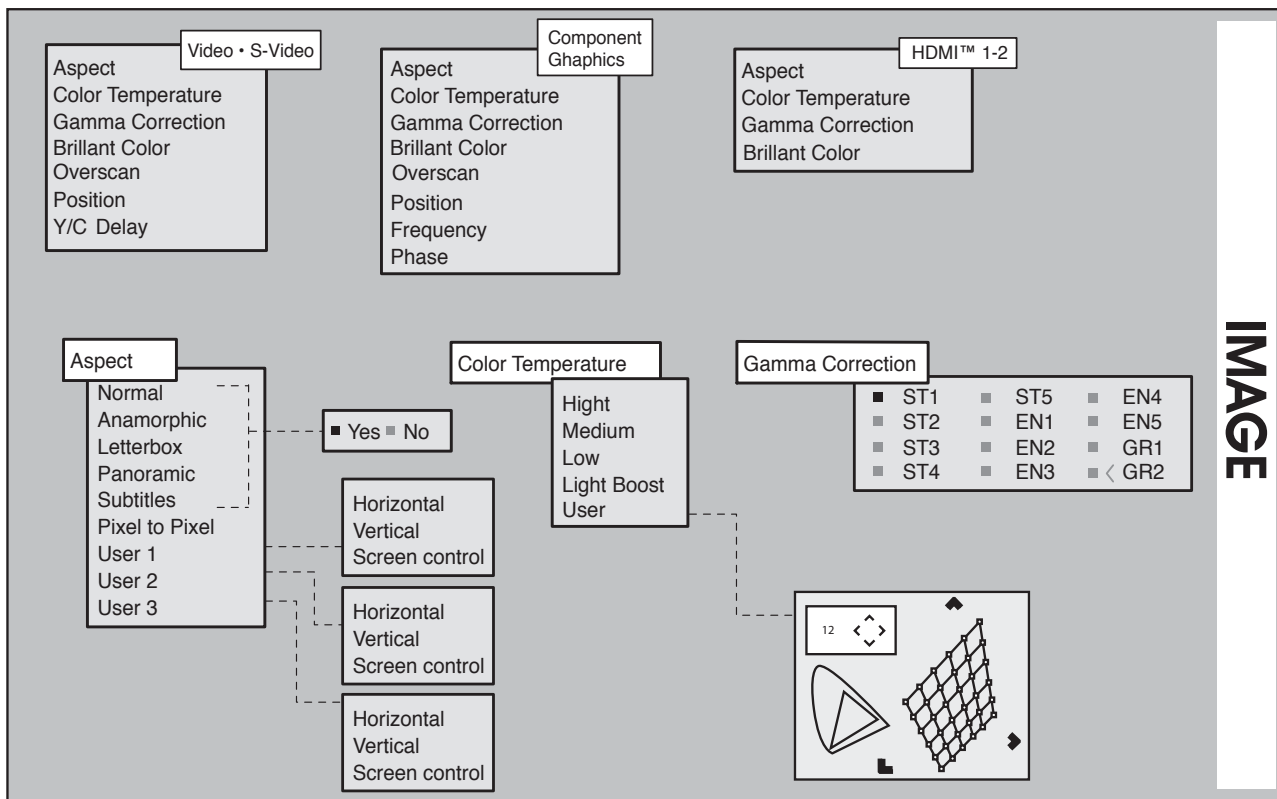 Video • S-Video
Aspect
Color Temperature
Gamma Correction
Brillant Color
Overscan
Position
Y/C Delay
Component
Ghaphics
Aspect
Color Temperature
Gamma Correction
Brillant Color
Overscan
Position
Frequency
Phase
HDMI™ 1-2
Aspect
Color Temperature
Gamma Correction
Brillant Color
IMAGE
Aspect
Normal
Anamorphic
Letterbox
Panoramic
Subtitles
Pixel to Pixel
User 1
User 2
User 3
Yes No
Horizontal
Vertical
Screen control
Horizontal
Vertical
Screen control
Horizontal
Vertical
Screen control
Color Temperature
Hight
Medium
Low
Light Boost
User
12
Gamma Correction
ST1 ST5 EN4
ST2 EN1 EN5
ST3 EN2 GR1
ST4 EN3 GR2